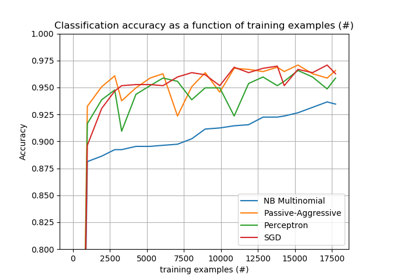 Classification accuracy as a function of training examples (#)
1.000
0.975
0.950
0.925
0.900
0.875
0.850
0.825
0.800
Accuracy
NB Multinomial
Passive-Aggressive
Perceptron
SGD
0 2500 5000 7500 10000 12500 15000 17500
training examples (#)